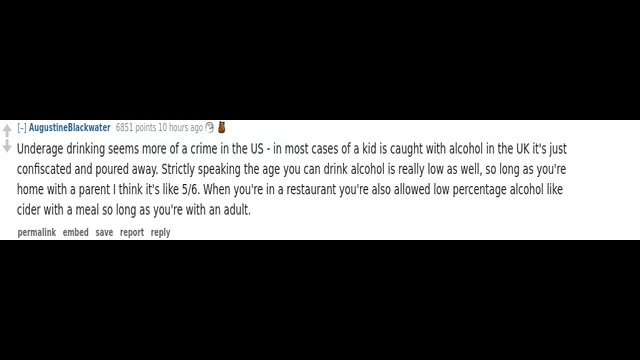 [-] AugustineBlackwater 6851 points 10 hours ago
Underage drinking seems more of a crime in the US - in most cases of a kid is caught with alcohol in the UK it's just
confiscated and poured away. Strictly speaking the age you can drink alcohol is really low as well, so long as you're
home with a parent I think it's like 5/6. When you're in a restaurant you're also allowed low percentage alcohol like
cider with a meal so long as you're with an adult.
permalink embed save report reply